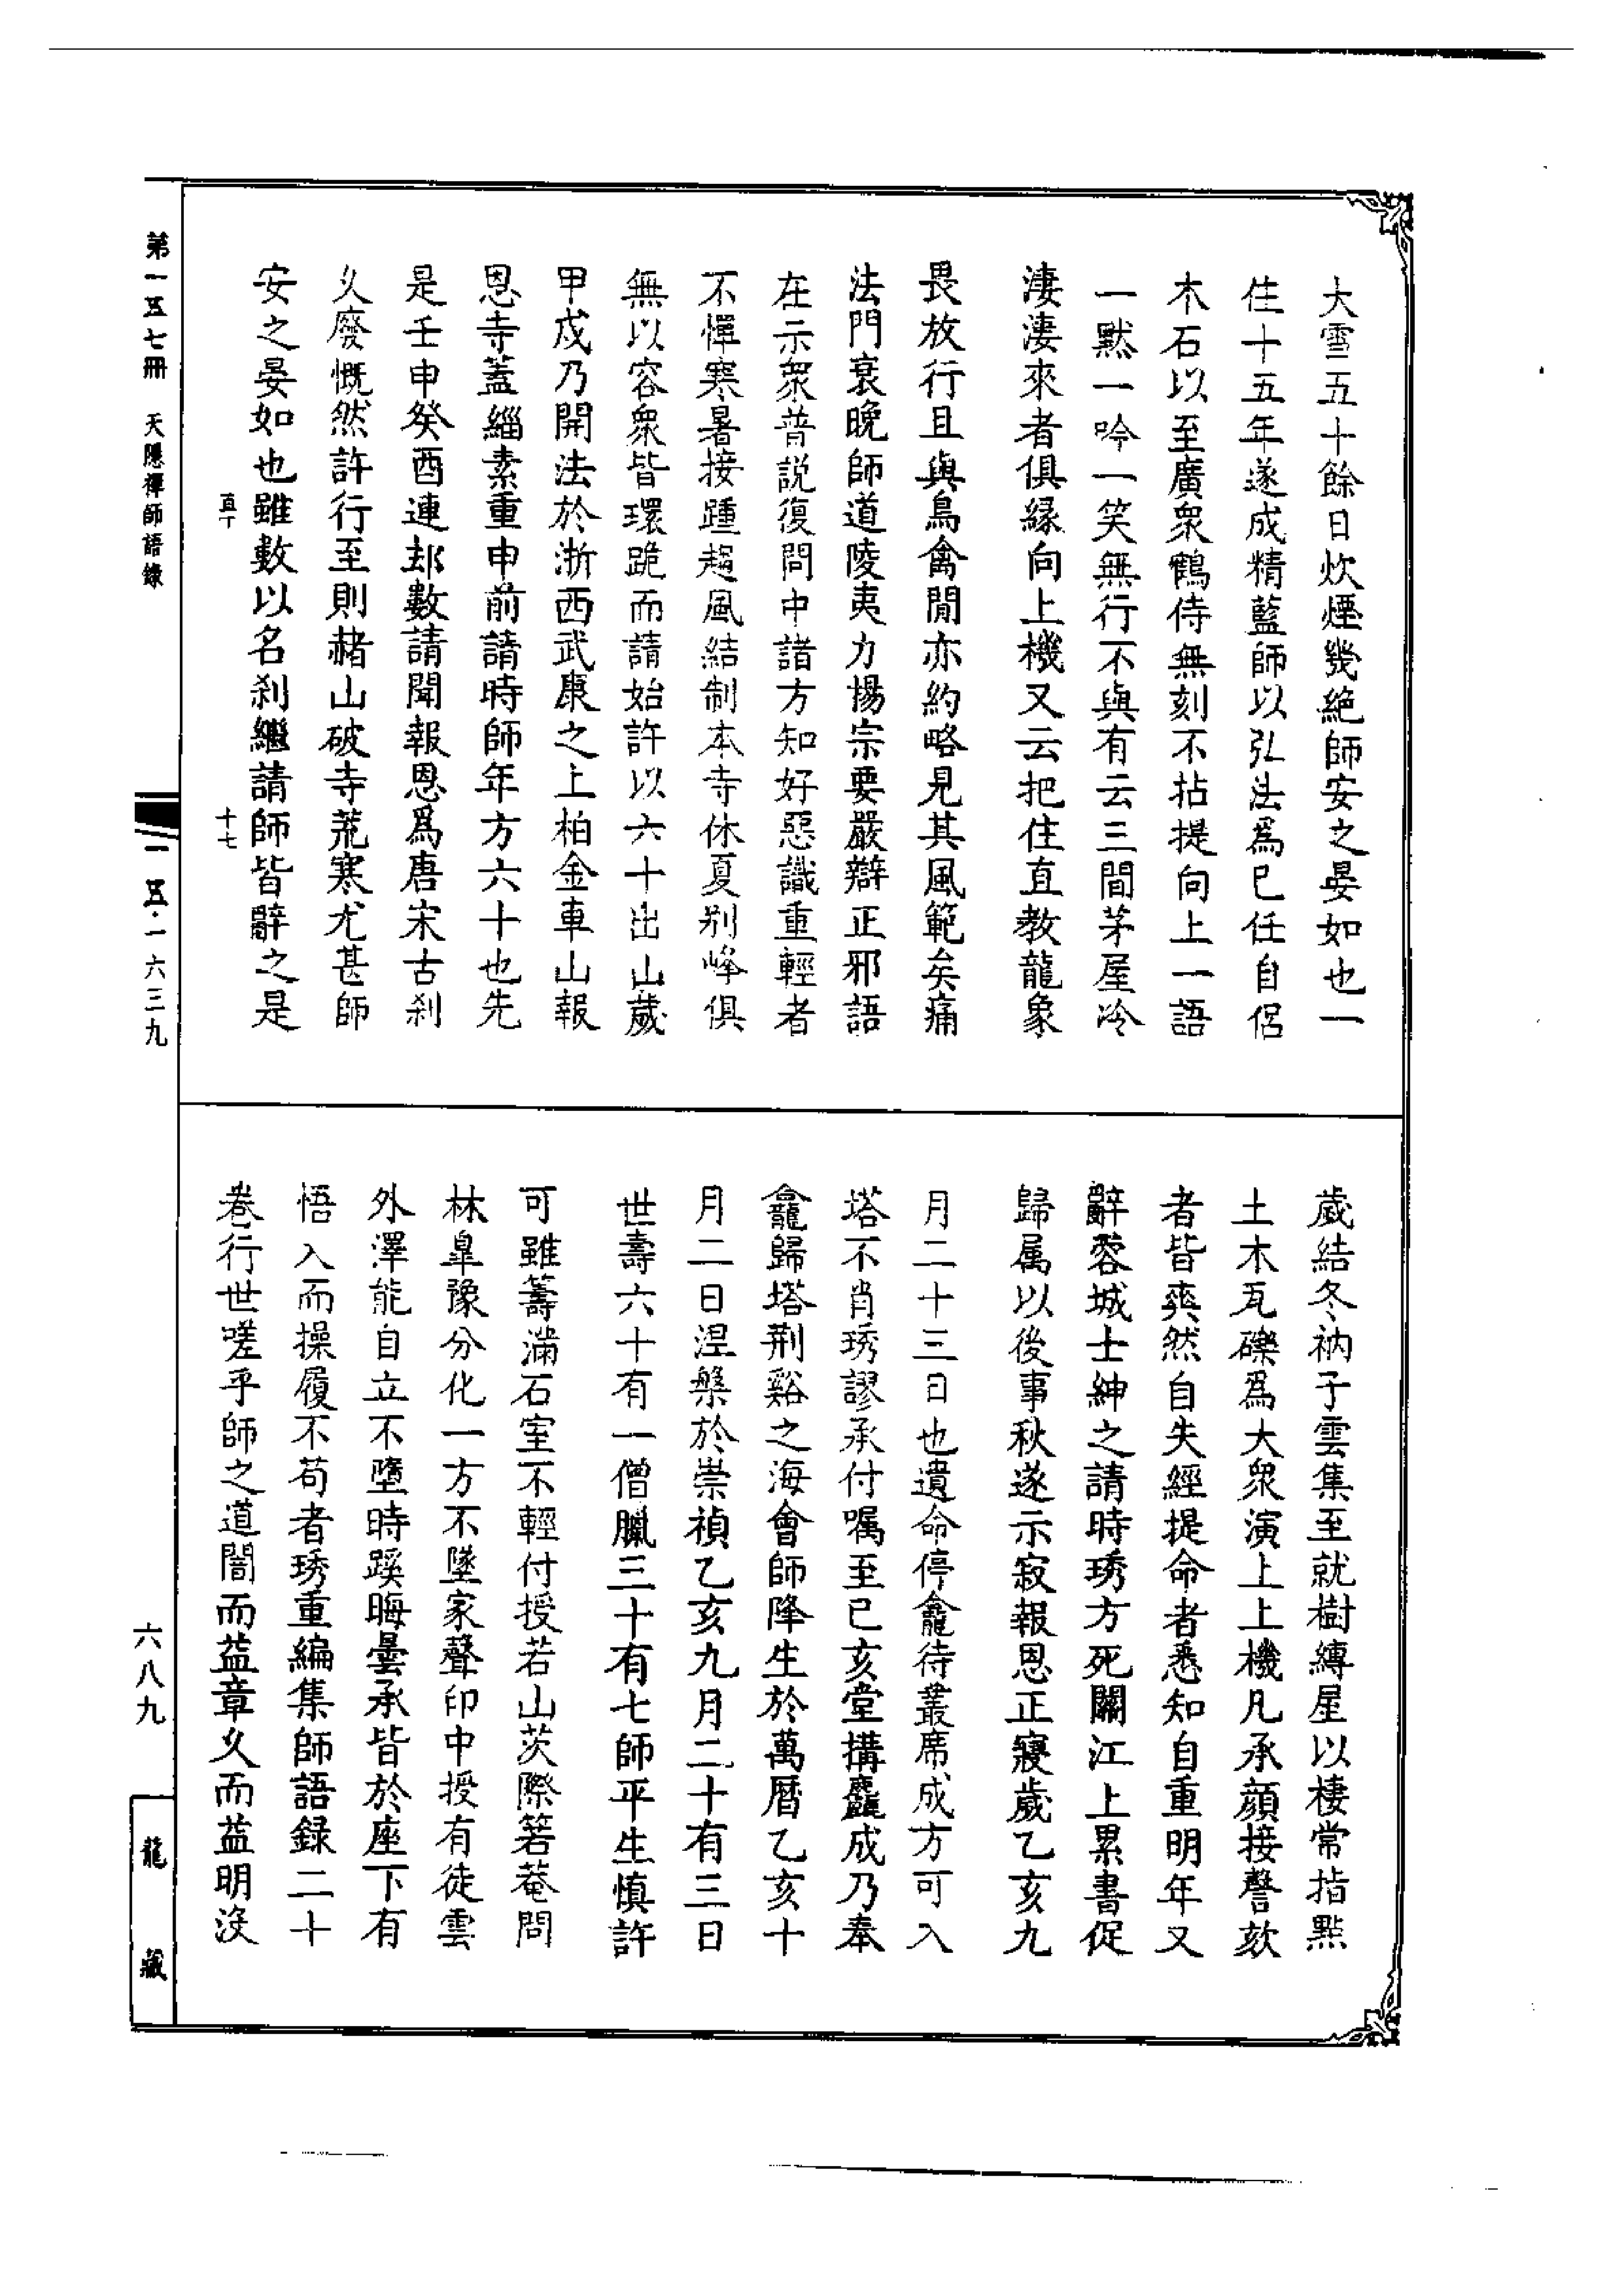 大雪五十餘日炊煙幾絕師安之晏如也一
住十五年遂成精藍師以弘法爲已任自侶
木石以至廣衆鶴侍無刻不拈提向上一語
一默一吟一笑無行不與有云三間茅屋冷
淒淒來者俱緣向上機又云把住直教龍象
畏放行且與鳥禽閒亦約略見其風範矣痛
法門衰晚師道陵夷力揚宗要嚴辯正邪語
在示衆普說復問中諸方知好惡識重輕者
不憚寒暑接踵趨風結制本寺休夏别峰俱
無以容衆皆環跪而請始許以六十出山歲
甲戍乃開法於浙西武康之上柏金車山報
恩寺蓋緇素重申前請時師年方六十也先
是壬申癸酉連邦數請聞報恩爲唐宋古刹
乆廢慨然許行至則赭山破寺荒寒尤甚師
安之晏如也雖數以名刹繼請師皆辭之是
歲結冬衲子雲集至就樹縛屋以棲常指點
土木瓦礫爲大衆演上上機凡承顏接謦欬
者皆爽然自失經提命者悉知自重明年又
辭蓉城士紳之請時琇方死關江上累書促
歸属以後事秋遂示寂報恩正寢歲乙亥九
月二十三日也遺命停龕待叢席成方可入
塔不肖琇謬承付嘱至己亥堂搆麤成乃奉
龕歸塔荆谿之海會師降生於萬曆乙亥十
月二日涅槃於崇禎乙亥九月二十有三日
世壽六十有一僧臘三十有七師平生慎許
可雖籌滿石室不輕付授若山茨際箬菴問
林臯豫分化一方不墜家聲印中授有徒雲
外澤能自立不墮時蹊晦曇承皆於座下有
悟入而操履不苟者琇重編集師語録二十
卷行世嗟乎師之道闇而益章乆而益明沒
直下
十七
第一五七冊 天隱禪師語錄
一五·一六三九
六八九
龍藏